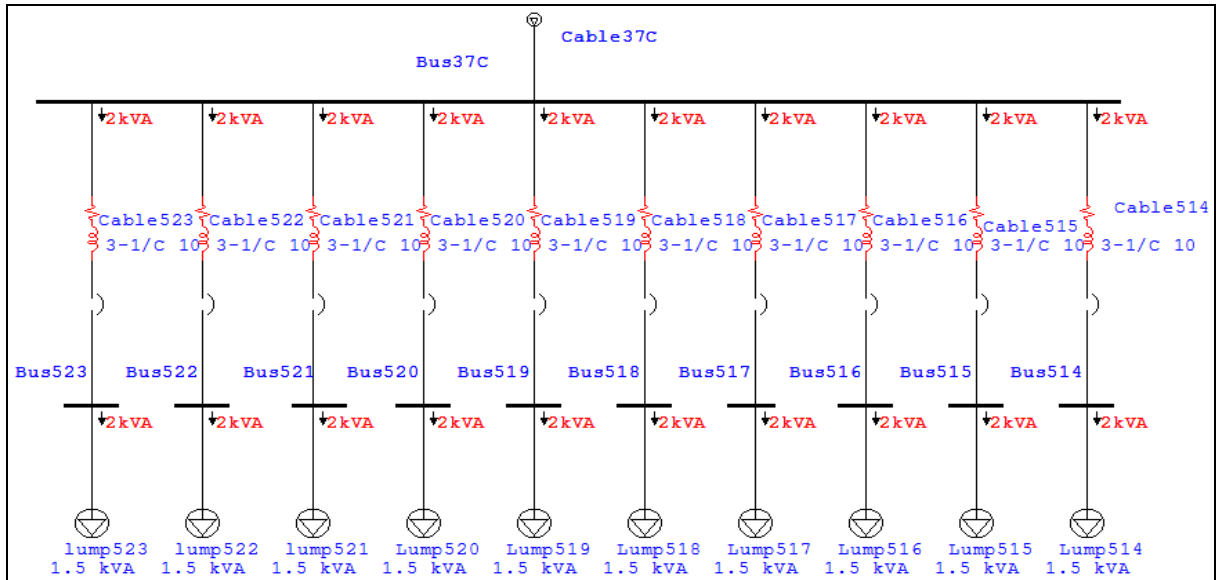 Cable37C
Bus37C
2kVA 2kVA 2kVA 2kVA 2kVA 2kVA 2kVA 2kVA 2kVA 2kVA
Cable514
Cable523 Cable522 Cable521 Cable520 Cable519 Cable518 Cable517 Cable516 Cable515
3-1/C 10 3-1/C 10 3-1/C 10 3-1/C 10 3-1/C 10 3-1/C 10 3-1/C 10 3-1/C 10 3-1/C 10 3-1/C 10
Bus523 Bus522 Bus521 Bus520 Bus519 Bus518 Bus517 Bus516 Bus515 Bus514
2kVA 2kVA 2kVA 2kVA 2kVA 2kVA 2kVA 2kVA 2kVA 2kVA
lump523 lump522 lump521 Lump520 Lump519 Lump518 Lump517 Lump516 Lump515 Lump514
1.5 kVA 1.5 kVA 1.5 kVA 1.5 kVA 1.5 kVA 1.5 kVA 1.5 kVA 1.5 kVA 1.5 kVA 1.5 kVA